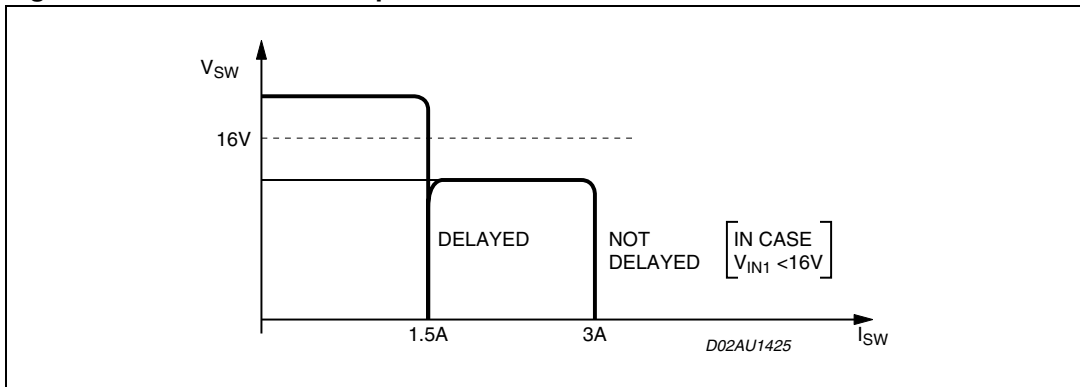 V_SW
16V
DELAYED
NOT
DELAYED
IN CASE
V_IN1 <16V
1.5A
3A
I_SW
D02AU1425